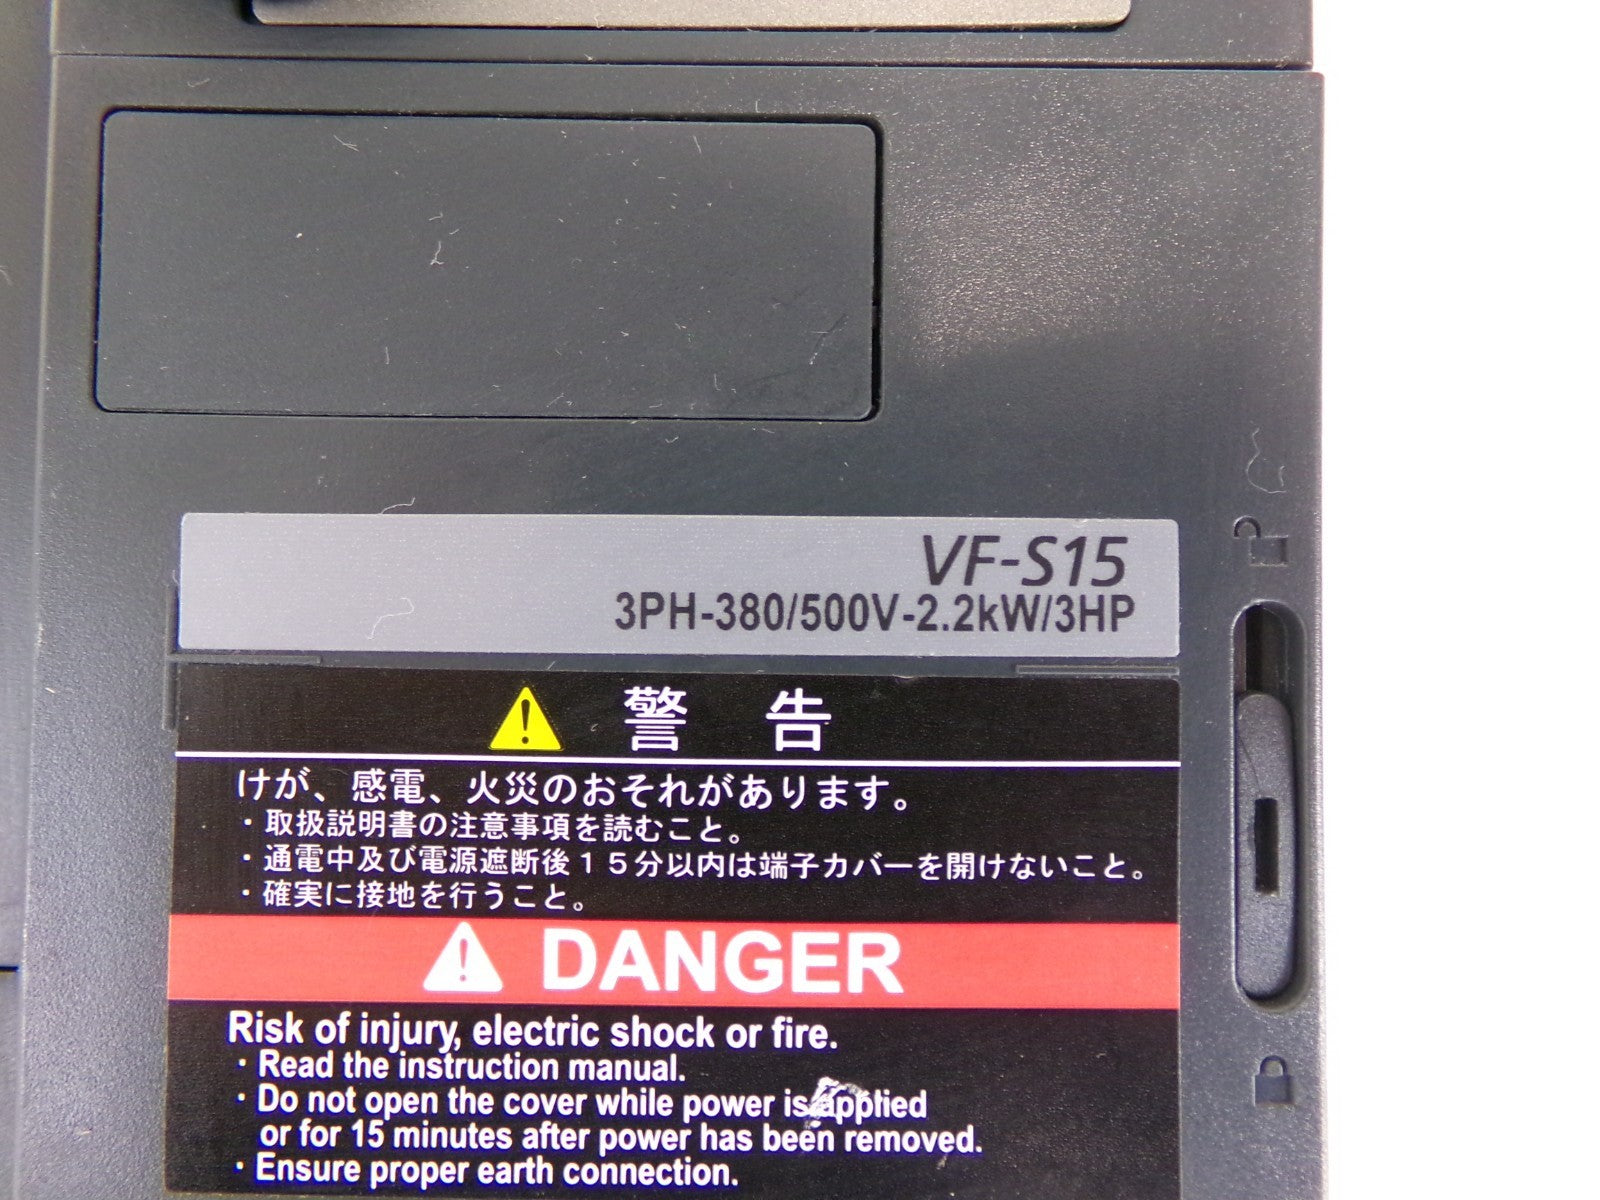 VF-S15
3PH-380/500V-2.2kW/3HP
警 告
けが、感電、火災のおそれがあります。
・取扱説明書の注意事項を読むこと。
・通電中及び電源遮断後１５分以内は端子カバーを開けないこと。
・確実に接地を行うこと。
DANGER
Risk of injury, electric shock or fire.
・Read the instruction manual.
・Do not open the cover while power is applied
or for 15 minutes after power has been removed.
・Ensure proper earth connection.